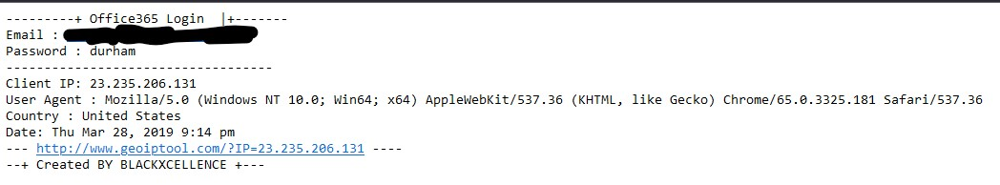 ---------+ Office365 Login  |+-------
Email :
Password : durham
-----------------------------------
Client IP: 23.235.206.131
User Agent : Mozilla/5.0 (Windows NT 10.0; Win64; x64) AppleWebKit/537.36 (KHTML, like Gecko) Chrome/65.0.3325.181 Safari/537.36
Country : United States
Date: Thu Mar 28, 2019 9:14 pm
--- http://www.geoiptool.com/?IP=23.235.206.131 ----
--+ Created BY BLACKXCELLENCE +---